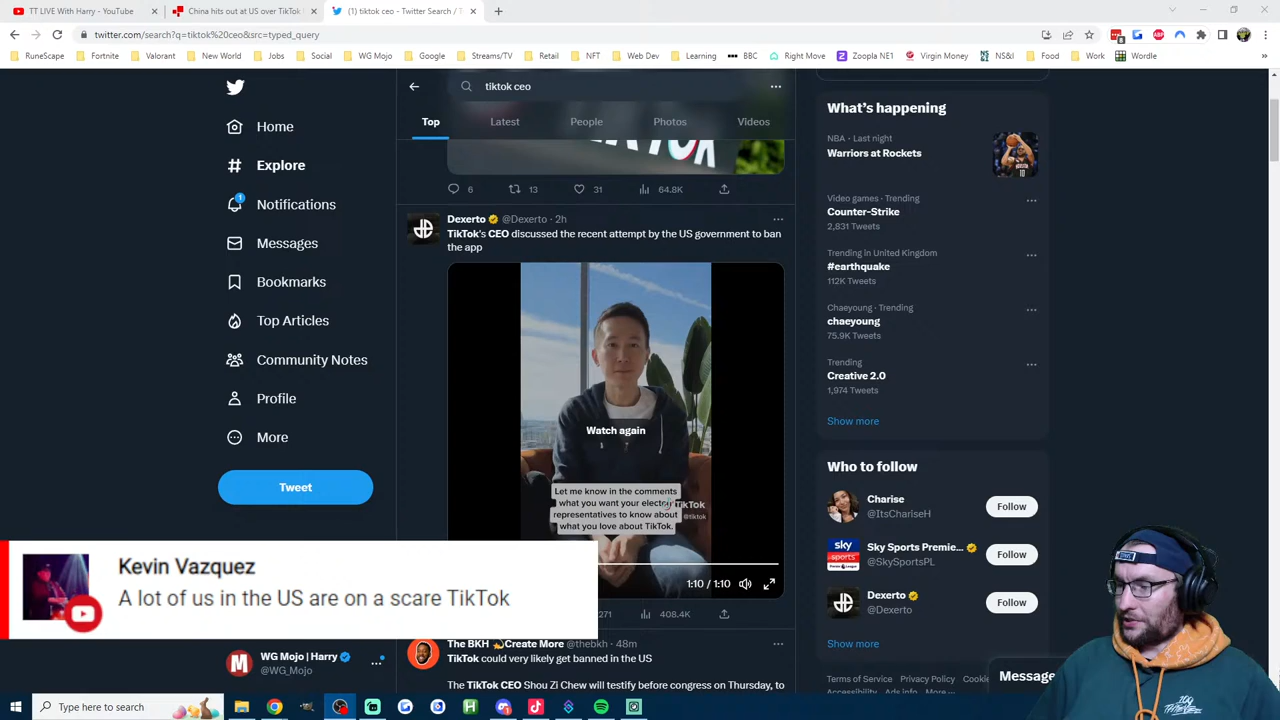 TT LIVE With Harry - YouTube
China hits out at US over TikTok
(1) tiktok ceo - Twitter Search / T
twitter.com/search?q=tiktok%20ceo&src=typed_query
RuneScape
Fortnite
Valorant
Jobs
Social
WG Mojo
Google
Streams/TV
Reddit
NFT
Web Dev
Learning
BBC
Right Move
Zoopla NE1
Virgin Money
NS&I
Food
Work
Wordle
Home
Explore
Notifications
Messages
Bookmarks
Top Articles
Community Notes
Profile
More
Tweet
WG Mojo | Harry
@WG_Mojo
tiktok ceo
Top
Latest
People
Photos
Videos
6
13
31
64.8K
Dexerto @Dexerto · 2h
TikTok's CEO discussed the recent attempt by the US government to ban
the app
Watch again
Let me know in the comments
what you want your elected
representatives to know about
what you love about TikTok.
TikTok
@tiktok
1:10 / 1:10
271
408.4K
The BKH Create More @thebkh · 48m
TikTok could very likely get banned in the US
The TikTok CEO Shou Zi Chew will testify before congress on Thursday, to
What's happening
NBA · Last night
Warriors at Rockets
Video games · Trending
Counter-Strike
2,831 Tweets
Trending in United Kingdom
#earthquake
112K Tweets
Chaeyoung · Trending
chaeyoung
75.9K Tweets
Trending
Creative 2.0
1,974 Tweets
Show more
Who to follow
Charise
@ItsChariseH
Follow
Sky Sports Premie...
@SkySportsPL
Follow
Dexerto
@Dexerto
Follow
Show more
Terms of Service
Privacy Policy
Cookie
Accessibility
Ads info
More ...
Message
Kevin Vazquez
A lot of us in the US are on a scare TikTok
Type here to search